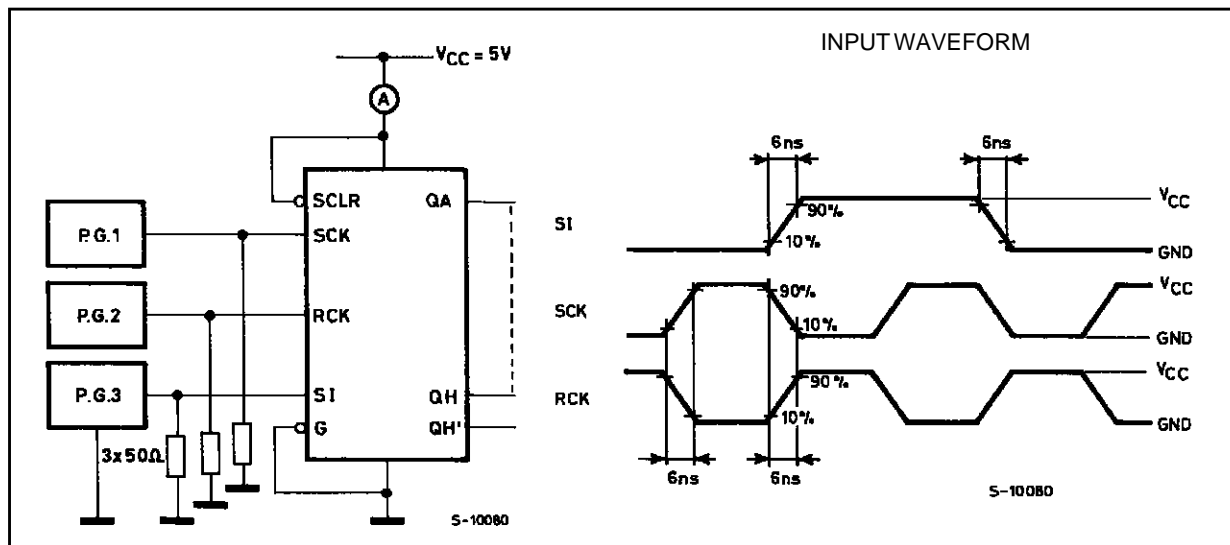 INPUT WAVEFORM
VCC = 5V
A
SCLR
QA
P.G.1
SCK
P.G.2
RCK
P.G.3
SI
QH
G
QH'
3x50Ω
S-10080
6ns
6ns
SI
90%
10%
VCC
GND
SCK
90%
10%
VCC
GND
RCK
90%
10%
VCC
GND
6ns
6ns
S-10080